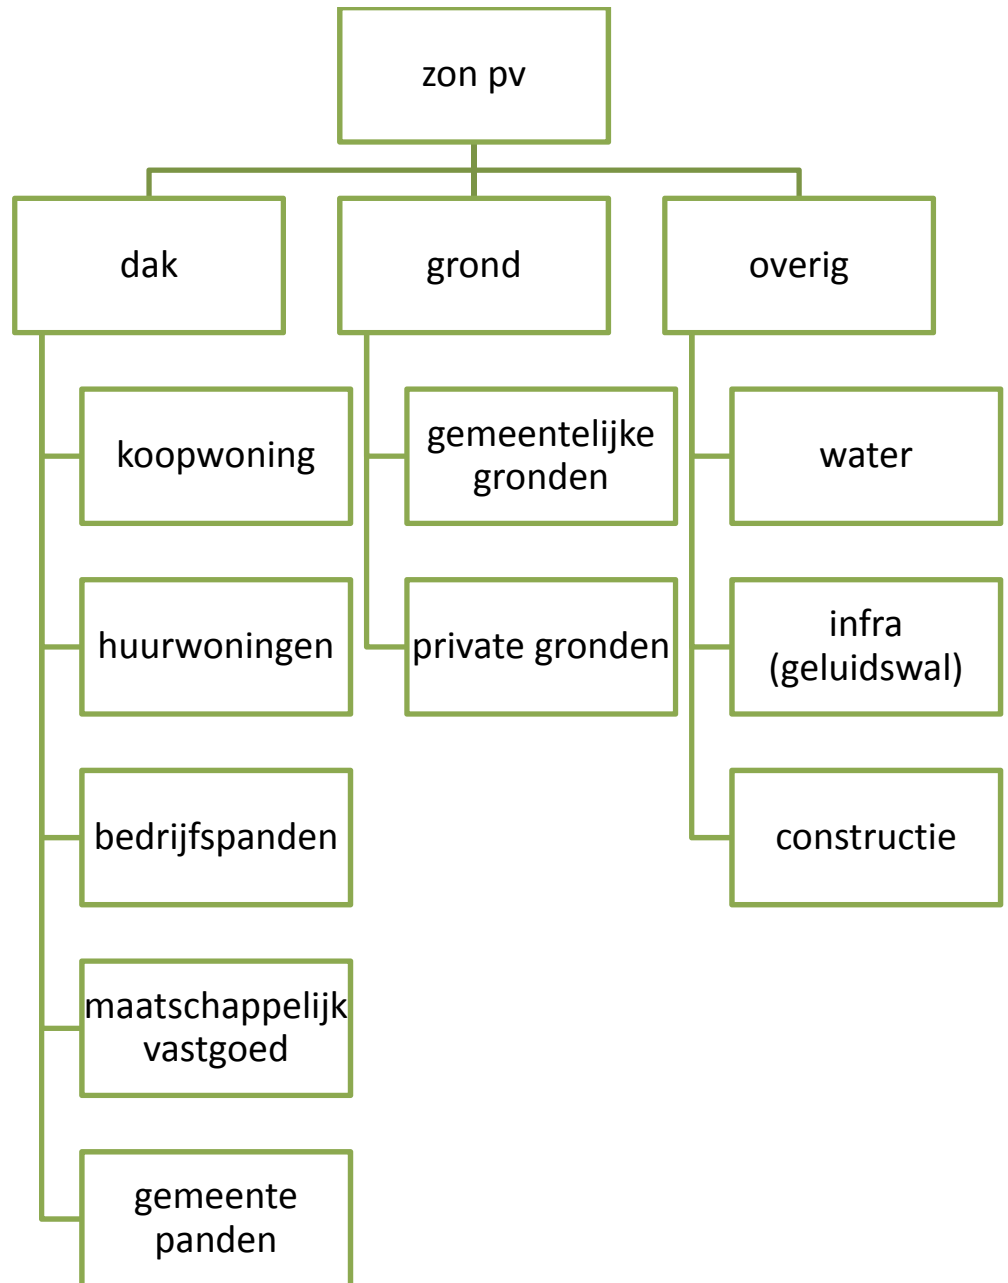 zon pv
dak
grond
overig
koopwoning
huurwoningen
bedrijfspanden
maatschappelijk
vastgoed
gemeente
panden
gemeentelijke
gronden
private gronden
water
infra
(geluidswal)
constructie